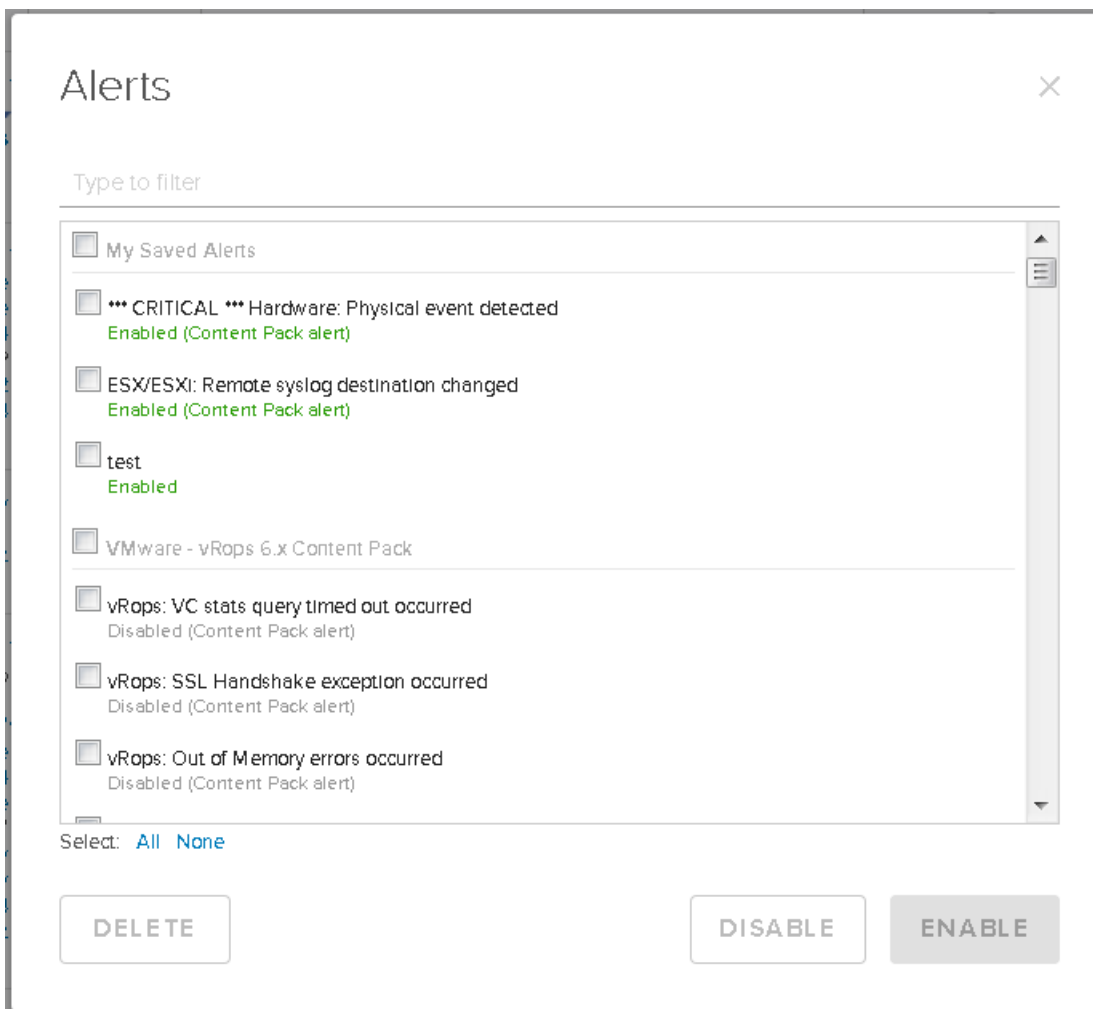 Alerts
Type to filter
My Saved Alerts
*** CRITICAL *** Hardware: Physical event detected
Enabled (Content Pack alert)
ESX/ESXi: Remote syslog destination changed
Enabled (Content Pack alert)
test
Enabled
VMware - vRops 6.x Content Pack
vRops: VC stats query timed out occurred
Disabled (Content Pack alert)
vRops: SSL Handshake exception occurred
Disabled (Content Pack alert)
vRops: Out of Memory errors occurred
Disabled (Content Pack alert)
Select: All None
DELETE DISABLE ENABLE